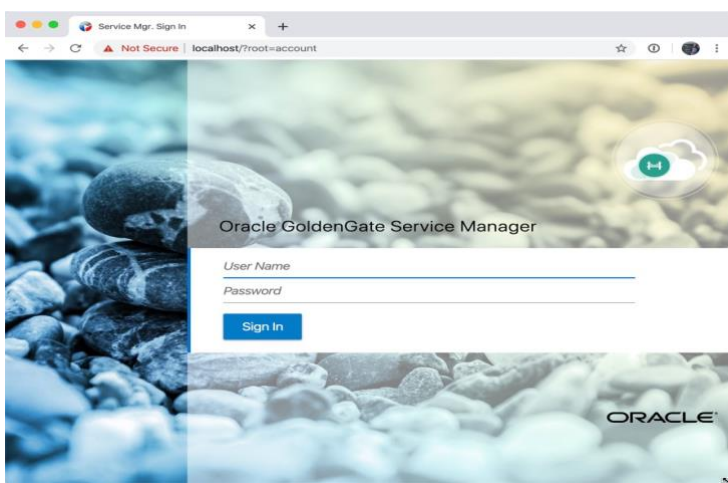 Service Mgr. Sign In
Not Secure | localhost/?root=account
Oracle GoldenGate Service Manager
User Name
Password
Sign In
ORACLE